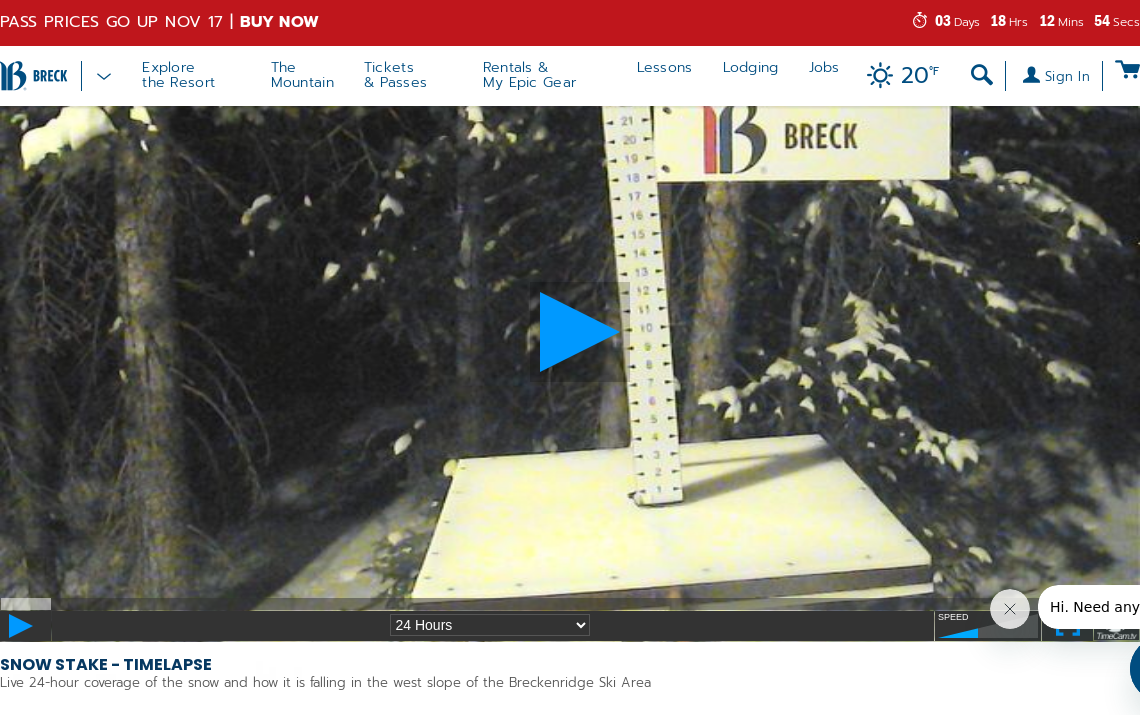 PASS PRICES GO UP NOV 17 | BUY NOW
03 Days 18 Hrs 12 Mins 54 Secs
BRECK
Explore
the Resort
The
Mountain
Tickets
& Passes
Rentals &
My Epic Gear
Lessons
Lodging
Jobs
20°F
Sign In
BRECK
21
20
19
18
17
16
15
14
13
12
11
10
9
8
7
6
5
4
3
2
1
Hi. Need any
24 Hours
SPEED
TimeCam.tv
SNOW STAKE - TIMELAPSE
Live 24-hour coverage of the snow and how it is falling in the west slope of the Breckenridge Ski Area